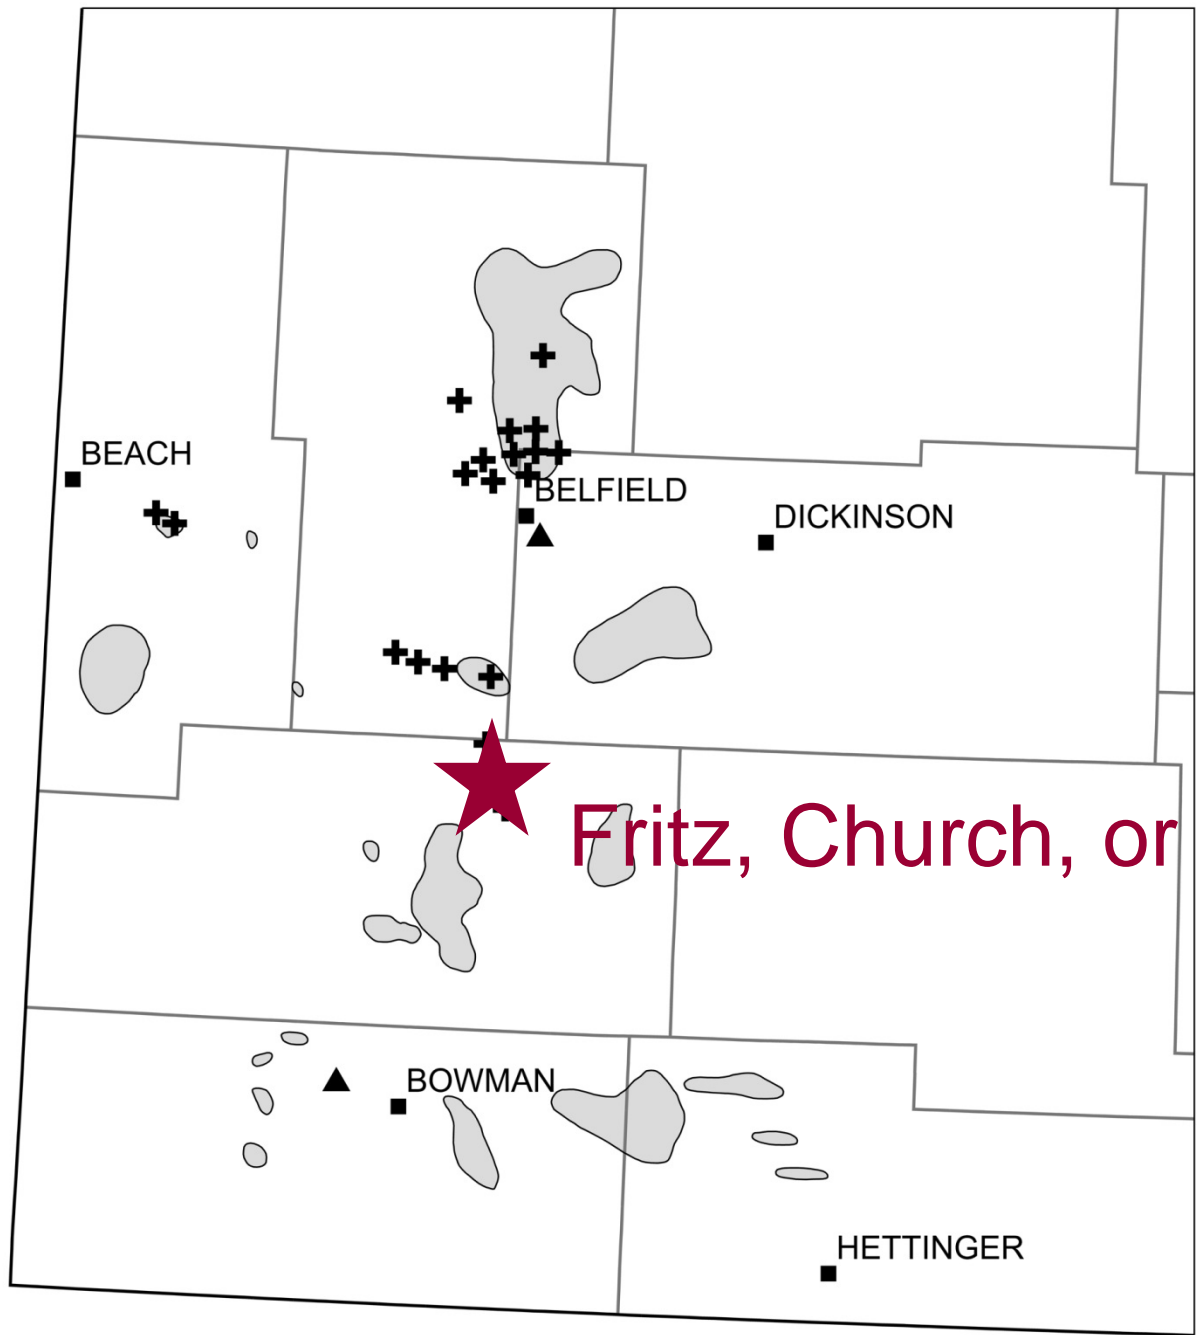 BEACH
BELFIELD
DICKINSON
Fritz, Church, or
BOWMAN
HETTINGER